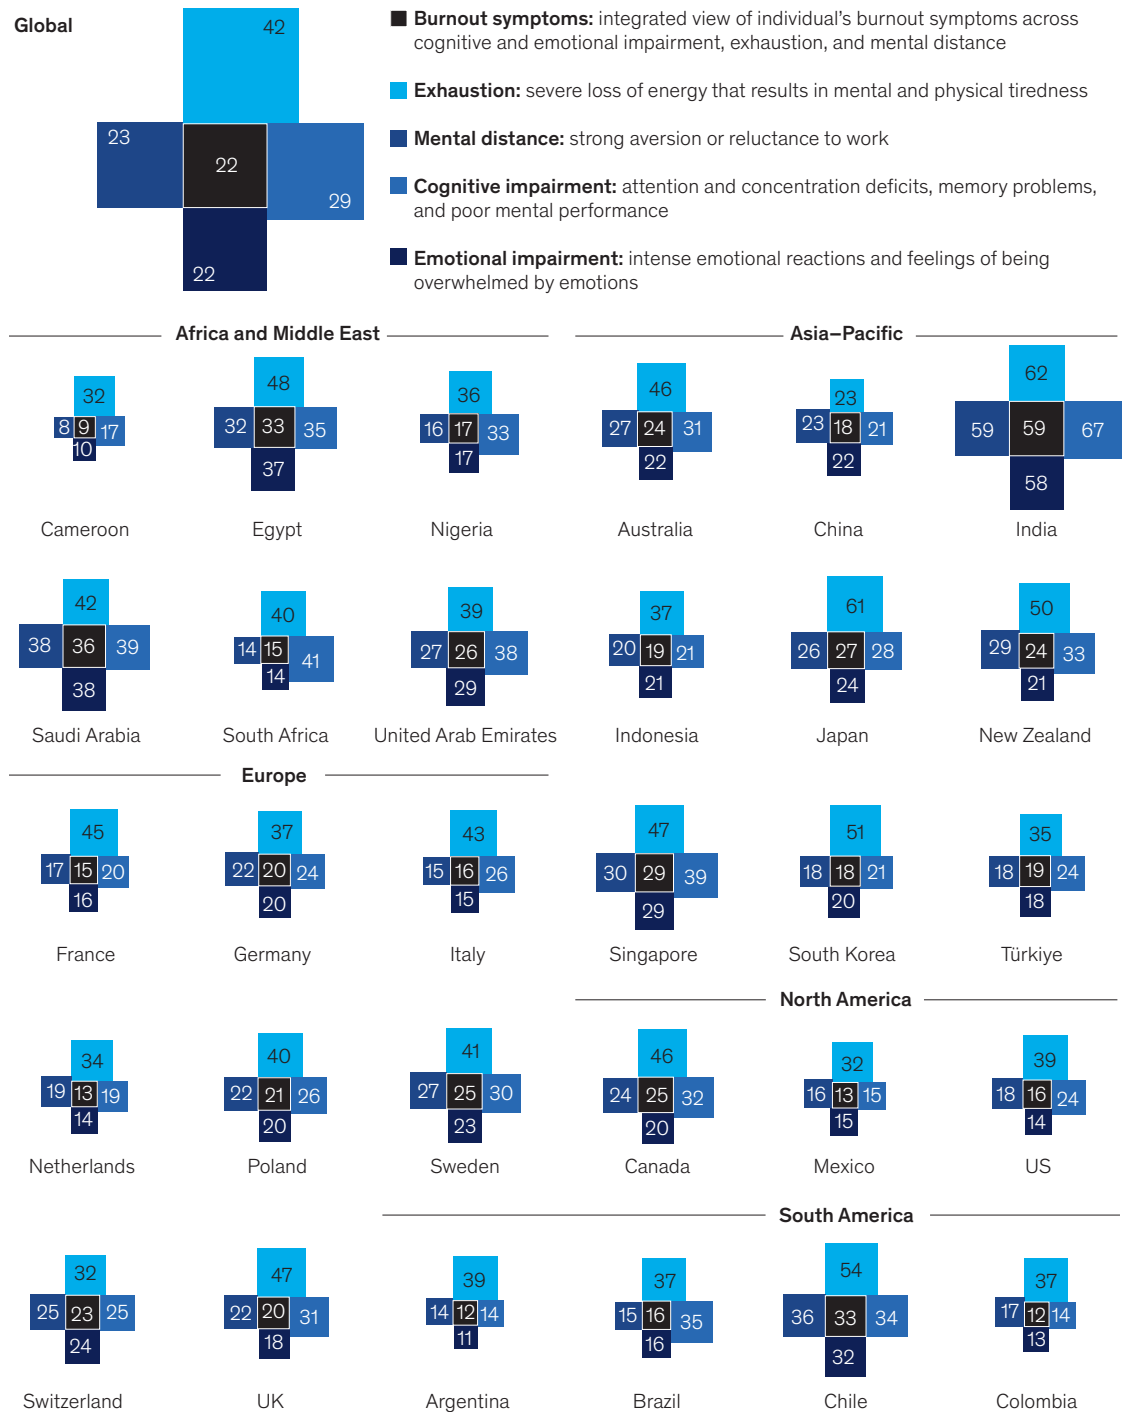 Global
42
23
22
29
22
Burnout symptoms: integrated view of individual’s burnout symptoms across
cognitive and emotional impairment, exhaustion, and mental distance
Exhaustion: severe loss of energy that results in mental and physical tiredness
Mental distance: strong aversion or reluctance to work
Cognitive impairment: attention and concentration deficits, memory problems,
and poor mental performance
Emotional impairment: intense emotional reactions and feelings of being
overwhelmed by emotions
Africa and Middle East
32
8 9 17
10
Cameroon
48
32 33 35
37
Egypt
36
16 17 33
17
Nigeria
42
38 36 39
38
Saudi Arabia
40
14 15 41
14
South Africa
39
27 26 38
29
United Arab Emirates
Asia–Pacific
46
27 24 31
22
Australia
23
23 18 21
22
China
62
59 59 67
58
India
37
20 19 21
21
Indonesia
61
26 27 28
24
Japan
50
29 24 33
21
New Zealand
47
30 29 39
29
Singapore
51
18 18 21
20
South Korea
35
18 19 24
18
Türkiye
Europe
45
17 15 20
16
France
37
22 20 24
20
Germany
43
15 16 26
15
Italy
34
19 13 19
14
Netherlands
40
22 21 26
20
Poland
41
27 25 30
23
Sweden
32
25 23 25
24
Switzerland
47
22 20 31
18
UK
North America
46
24 25 32
20
Canada
32
16 13 15
15
Mexico
39
18 16 24
14
US
South America
39
14 12 14
11
Argentina
37
15 16 35
16
Brazil
54
36 33 34
32
Chile
37
17 12 14
13
Colombia